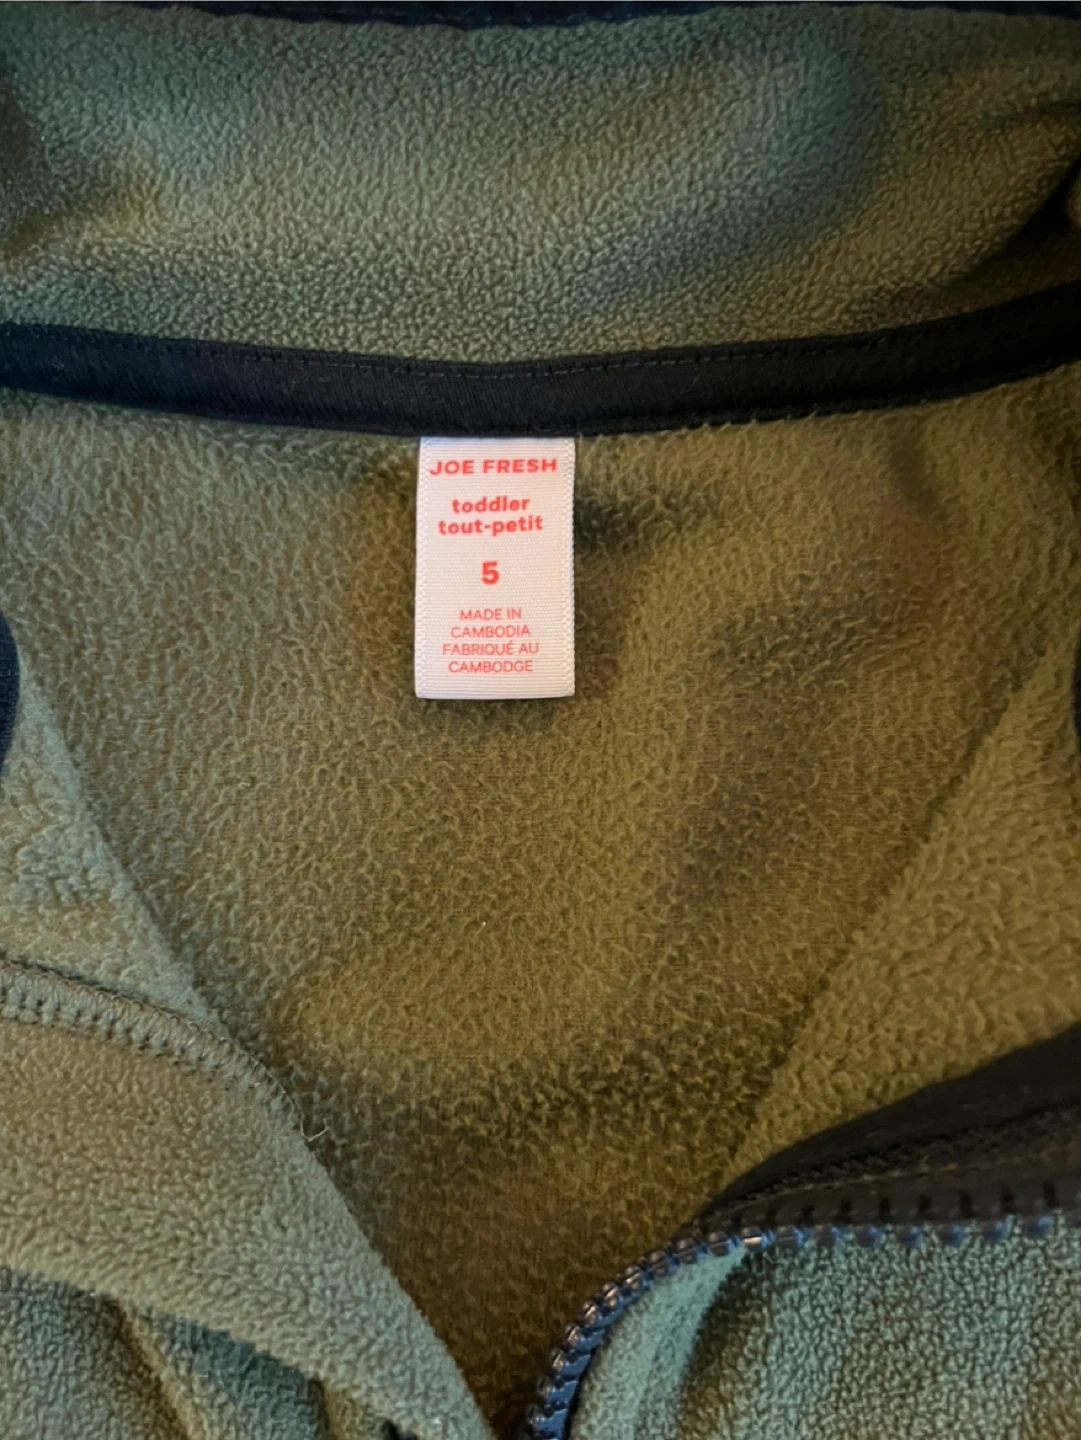 JOE FRESH
toddler
tout-petit
5
MADE IN
CAMBODIA
FABRIQUÉ AU
CAMBODGE